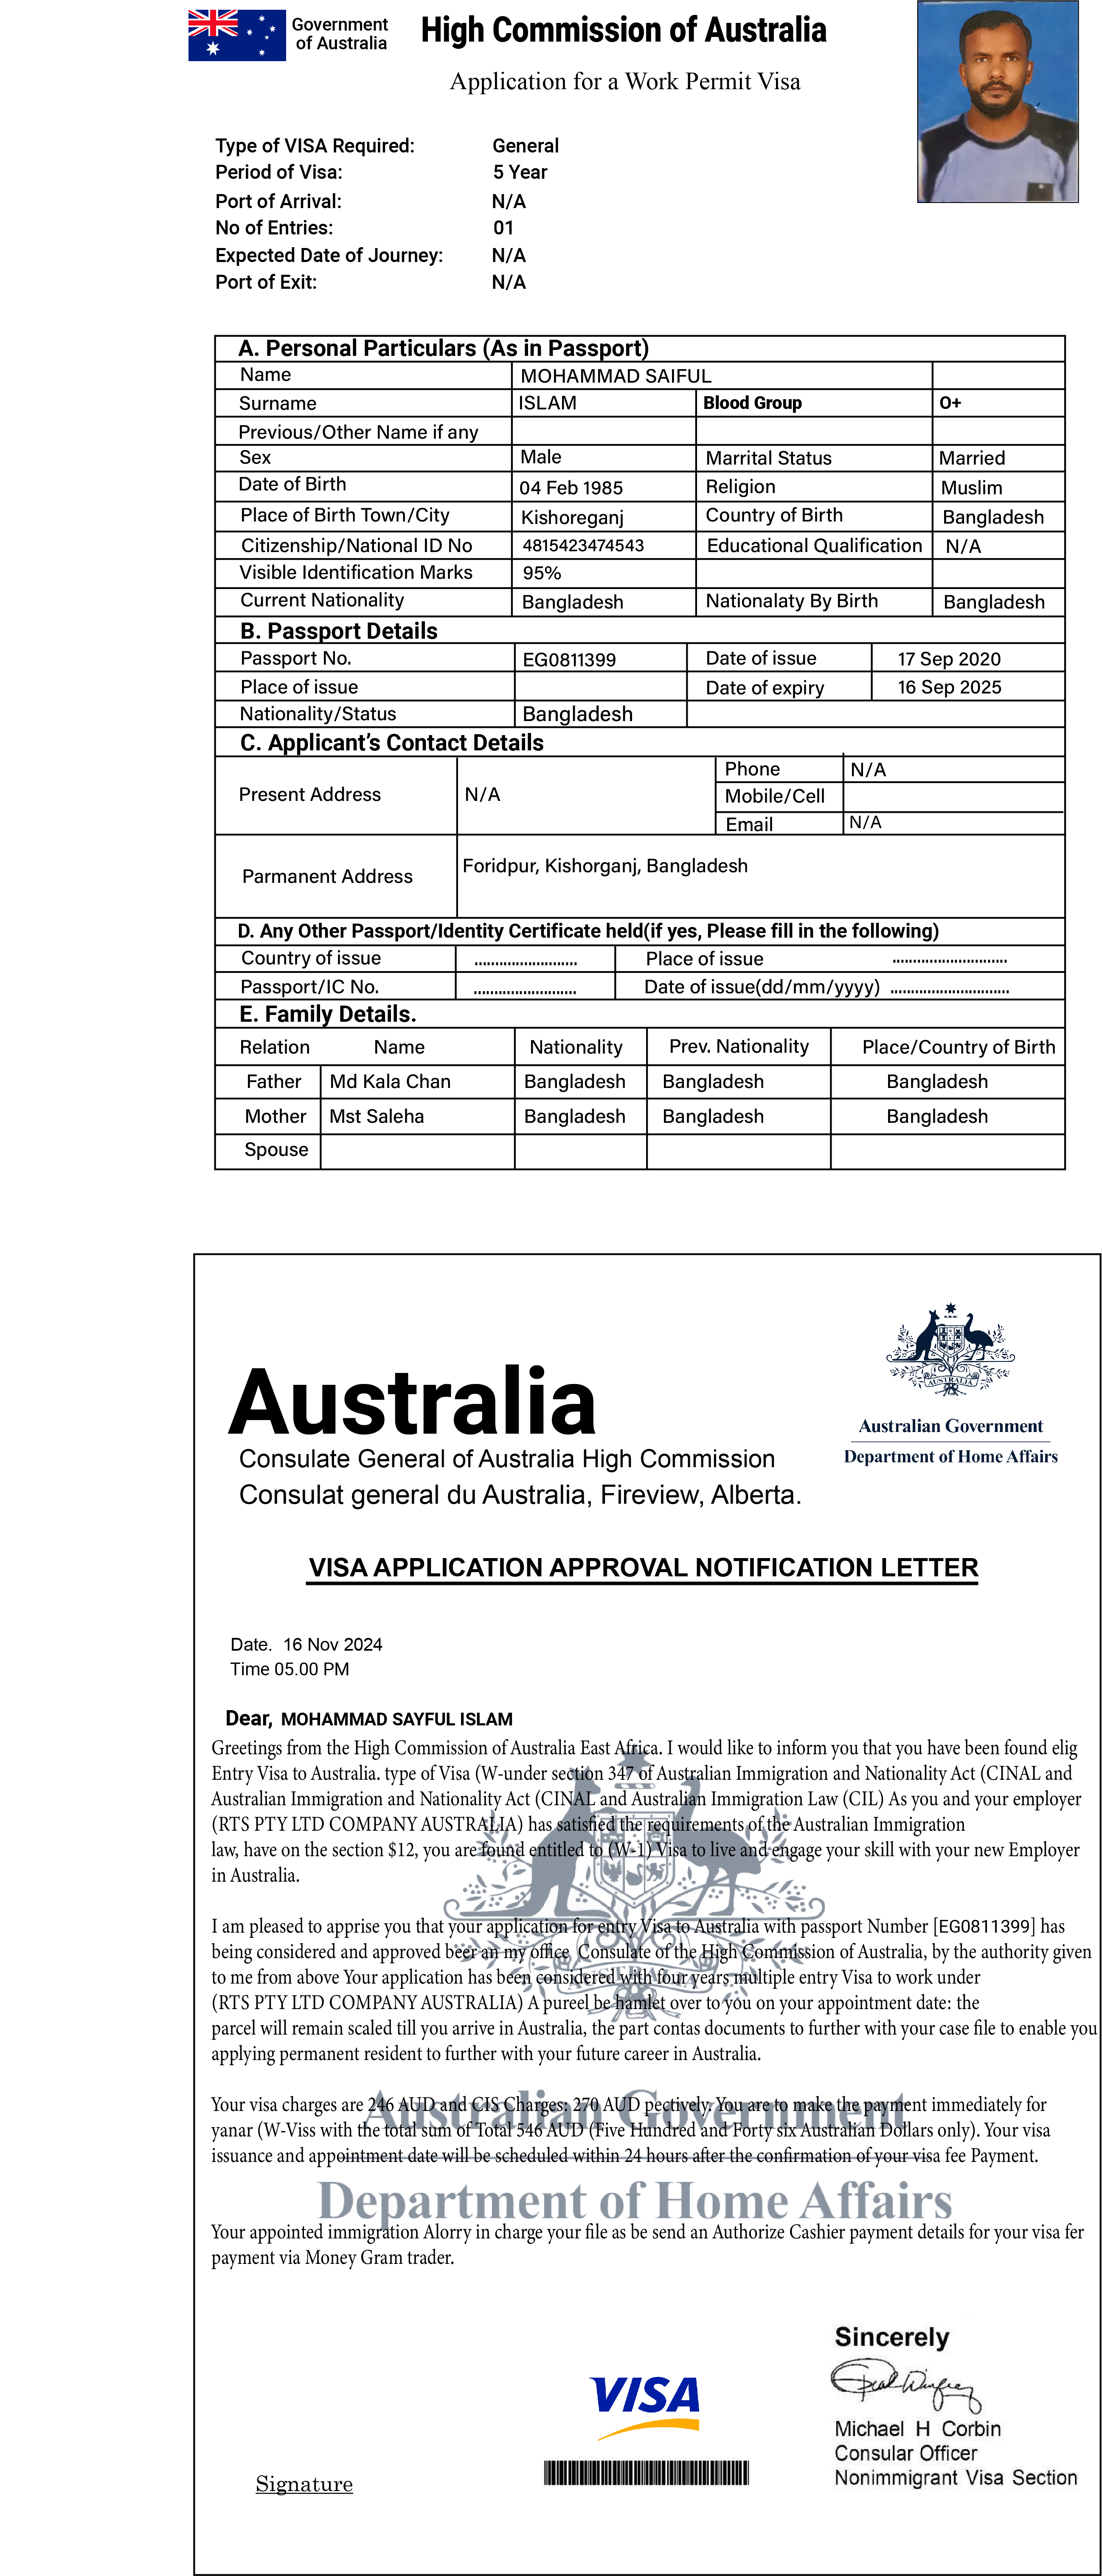 Government
of Australia
High Commission of Australia
Application for a Work Permit Visa
Type of VISA Required: General
Period of Visa: 5 Year
Port of Arrival: N/A
No of Entries: 01
Expected Date of Journey: N/A
Port of Exit: N/A
A. Personal Particulars (As in Passport)
Name MOHAMMAD SAIFUL
Surname ISLAM Blood Group O+
Previous/Other Name if any
Sex Male Marrital Status Married
Date of Birth 04 Feb 1985 Religion Muslim
Place of Birth Town/City Kishoreganj Country of Birth Bangladesh
Citizenship/National ID No 4815423474543 Educational Qualification N/A
Visible Identification Marks 95%
Current Nationality Bangladesh Nationalaty By Birth Bangladesh
B. Passport Details
Passport No. EG0811399 Date of issue 17 Sep 2020
Place of issue Date of expiry 16 Sep 2025
Nationality/Status Bangladesh
C. Applicant's Contact Details
Present Address N/A Phone N/A
Mobile/Cell
Email N/A
Parmanent Address Foridpur, Kishorganj, Bangladesh
D. Any Other Passport/Identity Certificate held(if yes, Please fill in the following)
Country of issue ......................... Place of issue ............................
Passport/IC No. ......................... Date of issue(dd/mm/yyyy) .............................
E. Family Details.
Relation Name Nationality Prev. Nationality Place/Country of Birth
Father Md Kala Chan Bangladesh Bangladesh Bangladesh
Mother Mst Saleha Bangladesh Bangladesh Bangladesh
Spouse
AUSTRALIA
Australian Government
Department of Home Affairs
Australia
Consulate General of Australia High Commission
Consulat general du Australia, Fireview, Alberta.
VISA APPLICATION APPROVAL NOTIFICATION LETTER
Date. 16 Nov 2024
Time 05.00 PM
Dear, MOHAMMAD SAYFUL ISLAM
Greetings from the High Commission of Australia East Africa. I would like to inform you that you have been found elig
Entry Visa to Australia. type of Visa (W-under section 347 of Australian Immigration and Nationality Act (CINAL and
Australian Immigration and Nationality Act (CINAL and Australian Immigration Law (CIL) As you and your employer
(RTS PTY LTD COMPANY AUSTRALIA) has satisfied the requirements of the Australian Immigration
law, have on the section $12, you are found entitled to (W-1) Visa to live and engage your skill with your new Employer
in Australia.
I am pleased to apprise you that your application for entry Visa to Australia with passport Number [EG0811399] has
being considered and approved beer an my office Consulate of the High Commission of Australia, by the authority given
to me from above Your application has been considered with four years multiple entry Visa to work under
(RTS PTY LTD COMPANY AUSTRALIA) A pureel be hamlet over to you on your appointment date: the
parcel will remain scaled till you arrive in Australia, the part contas documents to further with your case file to enable you
applying permanent resident to further with your future career in Australia.
Your visa charges are 246 AUD and CIS Charges: 270 AUD pectively. You are to make the payment immediately for
yanar (W-Viss with the total sum of Total 546 AUD (Five Hundred and Forty six Australian Dollars only). Your visa
issuance and appointment date will be scheduled within 24 hours after the confirmation of your visa fee Payment.
AUSTRALIA
Australian Government
Department of Home Affairs
Your appointed immigration Alorry in charge your file as be send an Authorize Cashier payment details for your visa fer
payment via Money Gram trader.
Sincerely
VISA
Michael H Corbin
Consular Officer
Nonimmigrant Visa Section
Signature